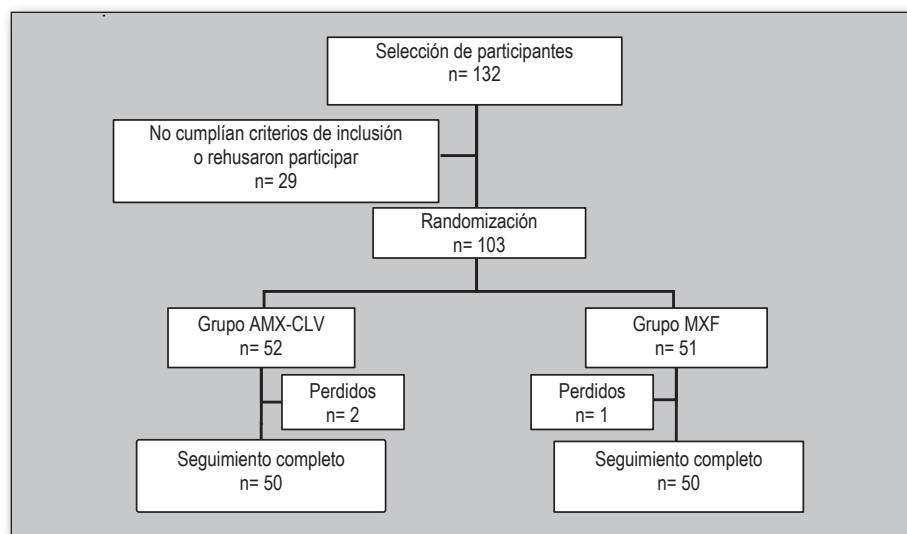 Selección de participantes
n= 132
No cumplían criterios de inclusión
o rehusaron participar
n= 29
Randomización
n= 103
Grupo AMX-CLV
n= 52
Grupo MXF
n= 51
Perdidos
n= 2
Perdidos
n= 1
Seguimiento completo
n= 50
Seguimiento completo
n= 50